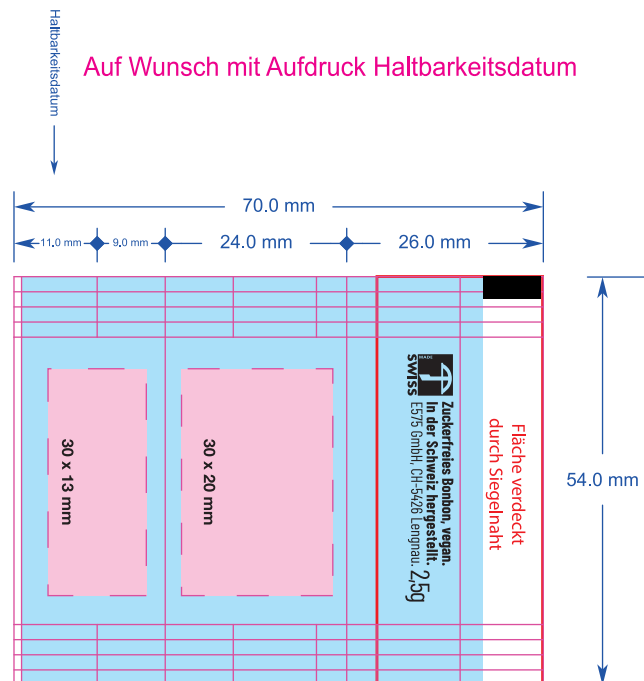 Haltbarkeitsdatum
Auf Wunsch mit Aufdruck Haltbarkeitsdatum
70.0 mm
11.0 mm
9.0 mm
24.0 mm
26.0 mm
54.0 mm
30 x 13 mm
30 x 20 mm
MADE
SWISS
Zuckerfreies Bonbon, vegan.
In der Schweiz hergestellt.
E575 GmbH, CH-5426 Lengnau. 2,5g
Fläche verdeckt
durch Siegelnaht